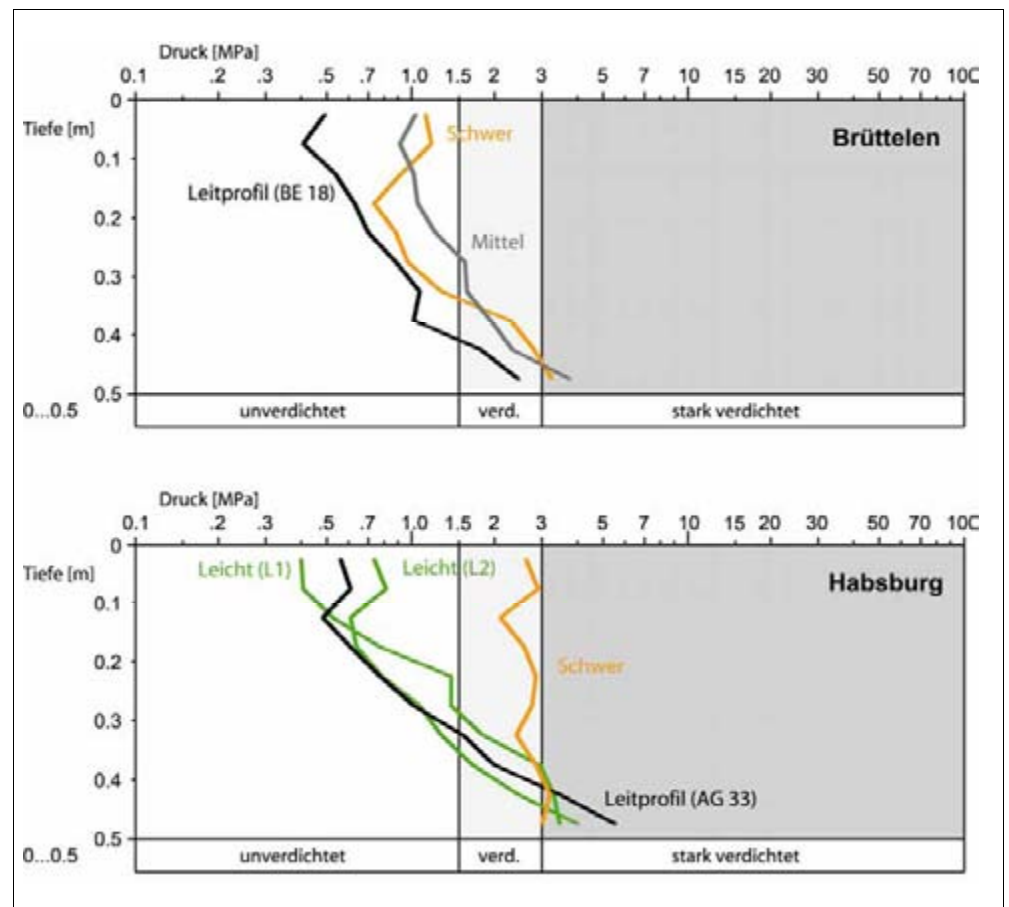 Druck [MPa]
0.1 .2 .3 .5 .7 1.0 1.5 2 3 5 7 10 15 20 30 50 70 100
0
Tiefe [m]
Schwer
Brüttelen
0.1
Leitprofil (BE 18)
0.2
Mittel
0.3
0.4
0.5
0...0.5 unverdichtet verd. stark verdichtet
Druck [MPa]
0.1 .2 .3 .5 .7 1.0 1.5 2 3 5 7 10 15 20 30 50 70 100
0
Tiefe [m]
Leicht (L1) Leicht (L2)
Habsburg
0.1
0.2
Schwer
0.3
0.4
Leitprofil (AG 33)
0.5
0...0.5 unverdichtet verd. stark verdichtet